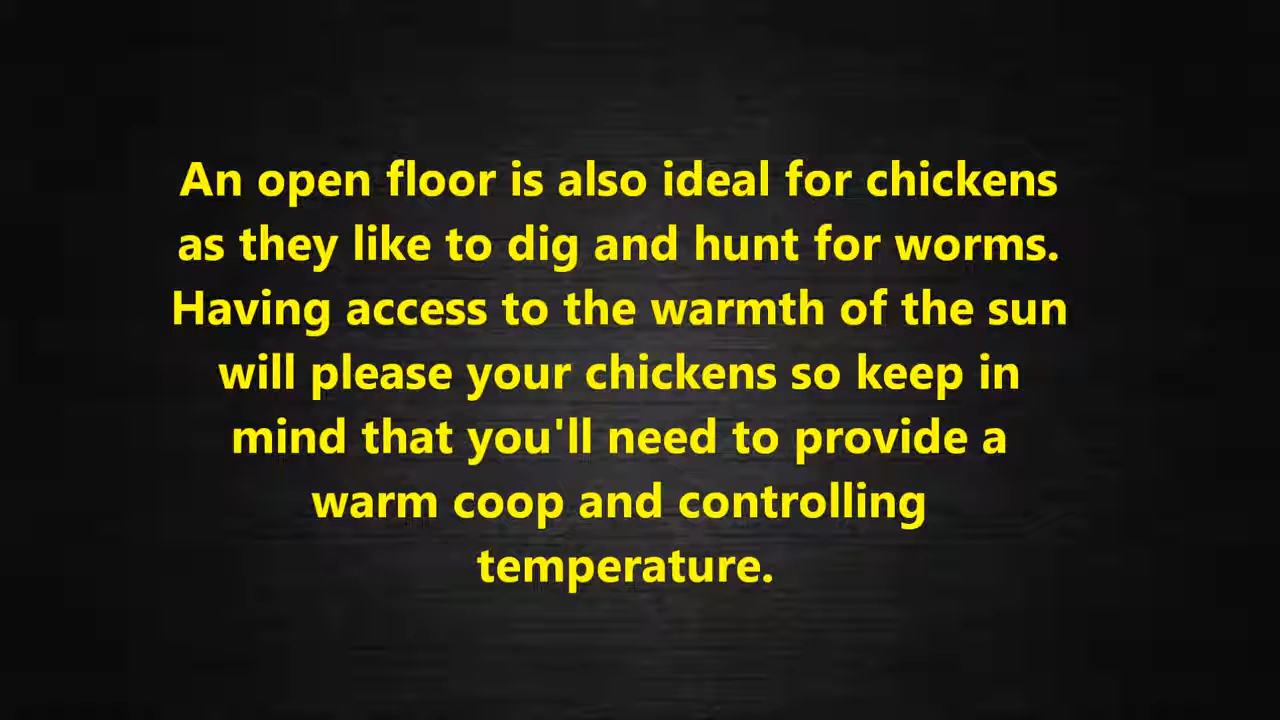 An open floor is also ideal for chickens
as they like to dig and hunt for worms.
Having access to the warmth of the sun
will please your chickens so keep in
mind that you'll need to provide a
warm coop and controlling
temperature.